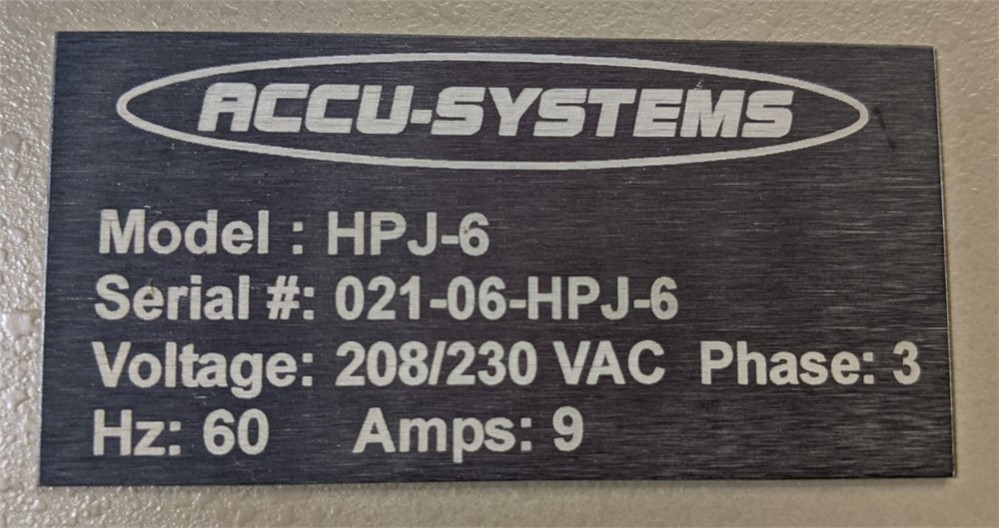 ACCU-SYSTEMS
Model : HPJ-6
Serial #: 021-06-HPJ-6
Voltage: 208/230 VAC Phase: 3
Hz: 60 Amps: 9